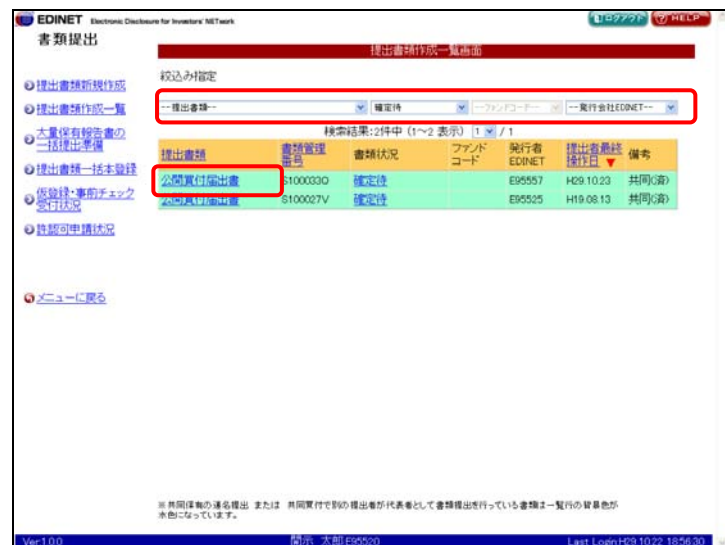 EDINET Electronic Disclosure for Investors' NETwork
ログアウト ? HELP
書類提出
提出書類作成一覧画面
絞込み指定
提出書類新規作成
提出書類作成一覧
大量保有報告書の
一括提出準備
提出書類一括本登録
仮登録・事前チェック
受付状況
許認可申請状況
メニューに戻る
--提出書類-- 確定待 --ファンドコード-- --発行会社EDINET--
検索結果:2件中 (1～2 表示) 1 / 1
提出書類 書類管理番号 書類状況 ファンドコード 発行者EDINET 提出者最終操作日 ▼ 備考
公開買付届出書 S100033O 確定待 E95557 H29.10.23 共同(済)
公開買付届出書 S100027V 確定待 E95525 H19.08.13 共同(済)
※共同保有の連名提出 または 共同買付で別の提出者が代表者として書類提出を行っている書類は一覧行の背景色が
水色になっています。
Ver.1.0.0 開示 太郎 E95520 Last Login H29.10.22 18:56:30